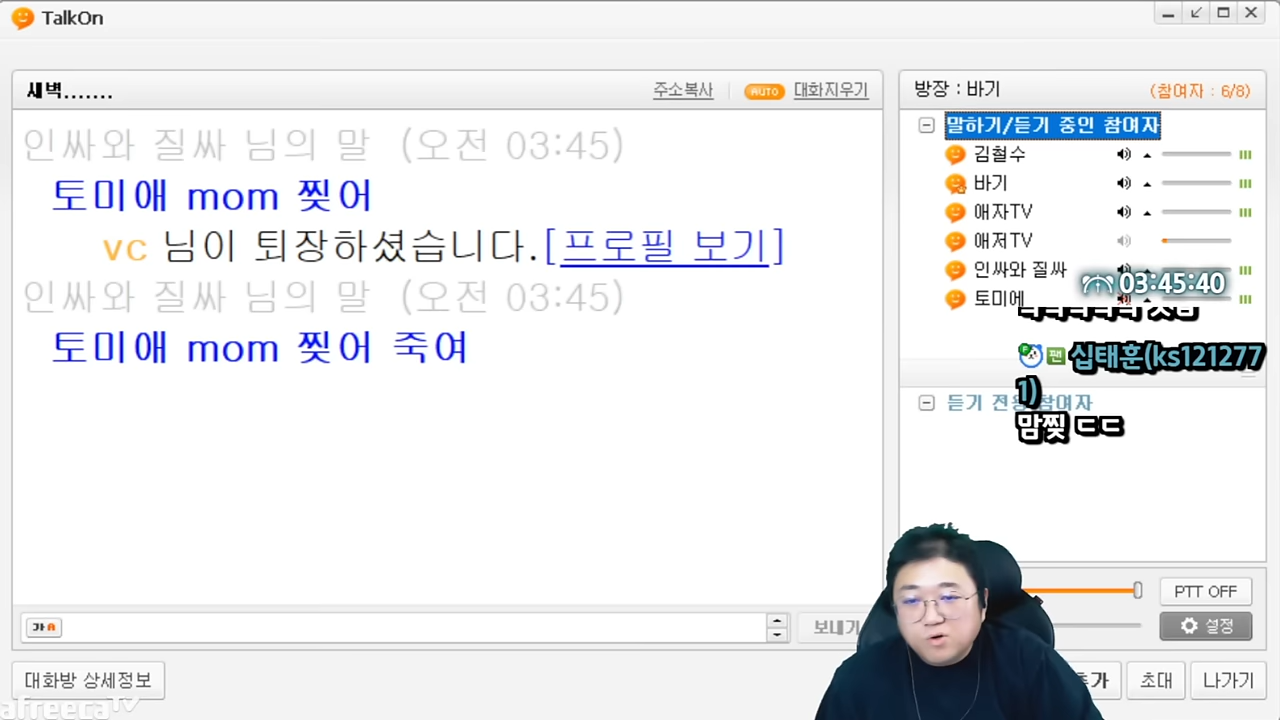 TalkOn
새벽.......
주소복사
AUTO 대화지우기
인싸와 질싸 님의 말 (오전 03:45)
토미애 mom 찢어
vc 님이 퇴장하셨습니다.[프로필 보기]
인싸와 질싸 님의 말 (오전 03:45)
토미애 mom 찢어 죽여
가A
보내기
대화방 상세정보
afreecaTV
방장 : 바기
(참여자 : 6/8)
말하기/듣기 중인 참여자
김철수
바기
애자TV
애저TV
인싸와 질싸
토미에
03:45:40
팬 십태훈(ks121277
1)
맘찢 ㄷㄷ
듣기 전용 참여자
PTT OFF
설정
초대
나가기